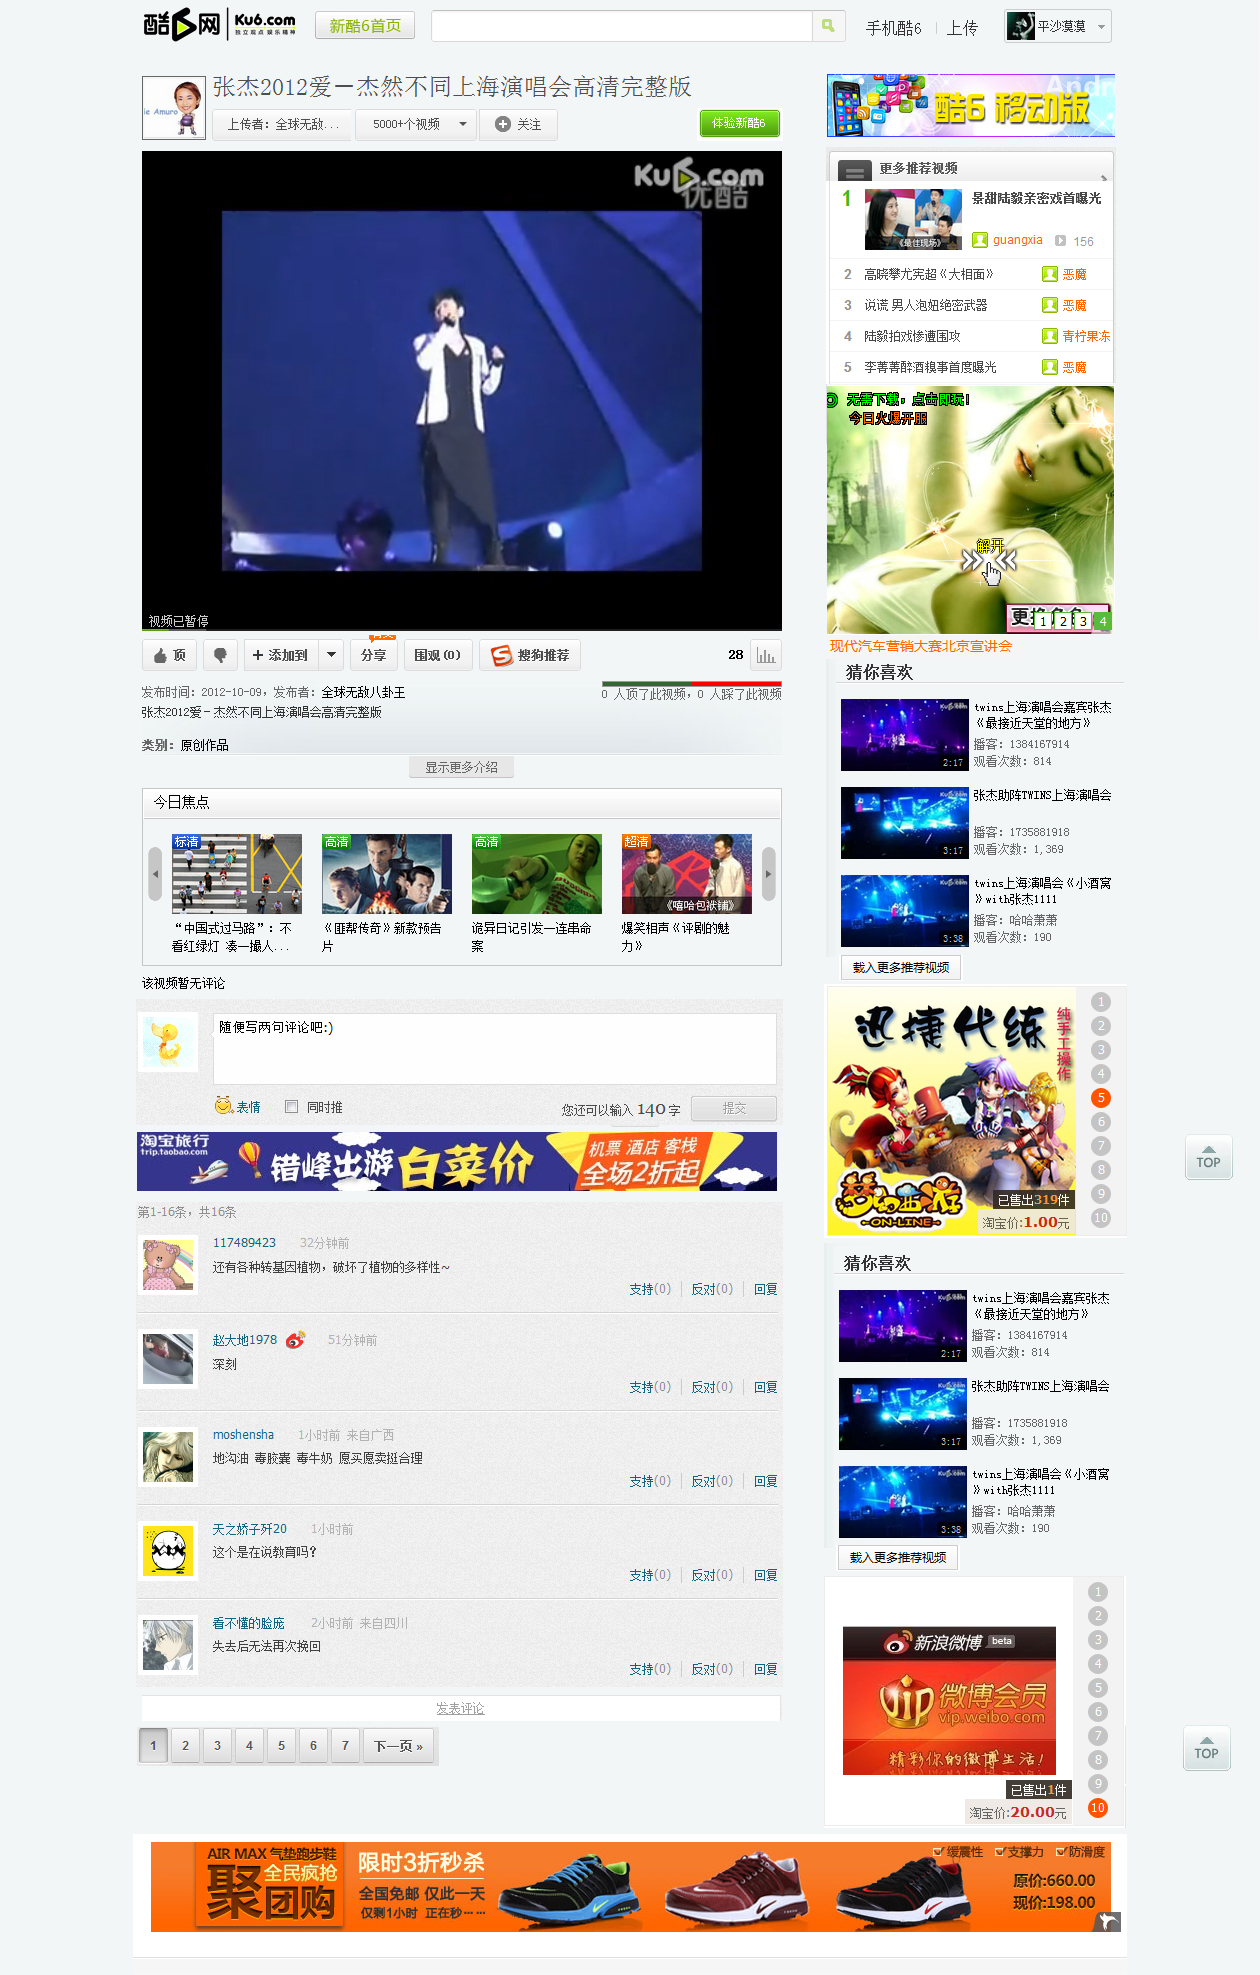 酷6网 Ku6.com
独立观点 娱乐精神
新酷6首页
手机酷6
上传
平沙漠漠
张杰2012爱－杰然不同上海演唱会高清完整版
上传者：全球无敌...
5000+个视频
关注
体验新酷6
Ku6.com
优酷
视频已暂停
顶
添加到
分享
围观(0)
搜狗推荐
28
发布时间：2012-10-09，发布者：全球无敌八卦王
0 人顶了此视频，0 人踩了此视频
张杰2012爱－杰然不同上海演唱会高清完整版
类别：原创作品
显示更多介绍
今日焦点
标清
高清
高清
超清
《嘻哈包袱铺》
“中国式过马路”：不看红绿灯 凑一撮人...
《匪帮传奇》新款预告片
诡异日记引发一连串命案
爆笑相声《评剧的魅力》
该视频暂无评论
随便写两句评论吧:)
表情
同时推
您还可以输入 140 字
提交
淘宝旅行
trip.taobao.com
错峰出游 白菜价
机票 酒店 客栈
全场2折起
第1-16条，共16条
117489423 32分钟前
还有各种转基因植物，破坏了植物的多样性~
支持(0) 反对(0) 回复
赵大地1978 51分钟前
深刻
支持(0) 反对(0) 回复
moshensha 1小时前 来自广西
地沟油 毒胶囊 毒牛奶 愿买愿卖挺合理
支持(0) 反对(0) 回复
天之娇子歼20 1小时前
这个是在说教育吗?
支持(0) 反对(0) 回复
看不懂的脸庞 2小时前 来自四川
失去后无法再次挽回
支持(0) 反对(0) 回复
发表评论
1 2 3 4 5 6 7 下一页 »
酷6 移动版
更多推荐视频
1 景甜陆毅亲密戏首曝光
《最佳现场》
guangxia 156
2 高晓攀尤宪超《大相面》 恶魔
3 说谎 男人泡妞绝密武器 恶魔
4 陆毅拍戏惨遭围攻 青柠果冻
5 李菁菁醉酒糗事首度曝光 恶魔
无需下载，点击即玩!
今日火爆开服
解开
1 2 3 4
现代汽车营销大赛北京宣讲会
猜你喜欢
twins上海演唱会嘉宾张杰
《最接近天堂的地方》
播客：1384167914
观看次数：814
2:17
张杰助阵TWINS上海演唱会
播客：1735881918
观看次数：1,369
3:17
twins上海演唱会《小酒窝
》with张杰1111
播客：哈哈萧萧
观看次数：190
3:38
载入更多推荐视频
迅捷代练
纯手工操作
梦幻西游
ON-LINE
已售出319件
淘宝价:1.00元
1
2
3
4
5
6
7
8
9
10
TOP
猜你喜欢
twins上海演唱会嘉宾张杰
《最接近天堂的地方》
播客：1384167914
观看次数：814
2:17
张杰助阵TWINS上海演唱会
播客：1735881918
观看次数：1,369
3:17
twins上海演唱会《小酒窝
》with张杰1111
播客：哈哈萧萧
观看次数：190
3:38
载入更多推荐视频
新浪微博 beta
VIP 微博会员
vip.weibo.com
精彩你的微博生活!
已售出1件
淘宝价:20.00元
1
2
3
4
5
6
7
8
9
10
TOP
AIR MAX 气垫跑步鞋
聚 全民疯抢
团购
限时3折秒杀
全国免邮 仅此一天
仅剩1小时 正在秒……
缓震性 支撑力 防滑度
原价:660.00
现价:198.00